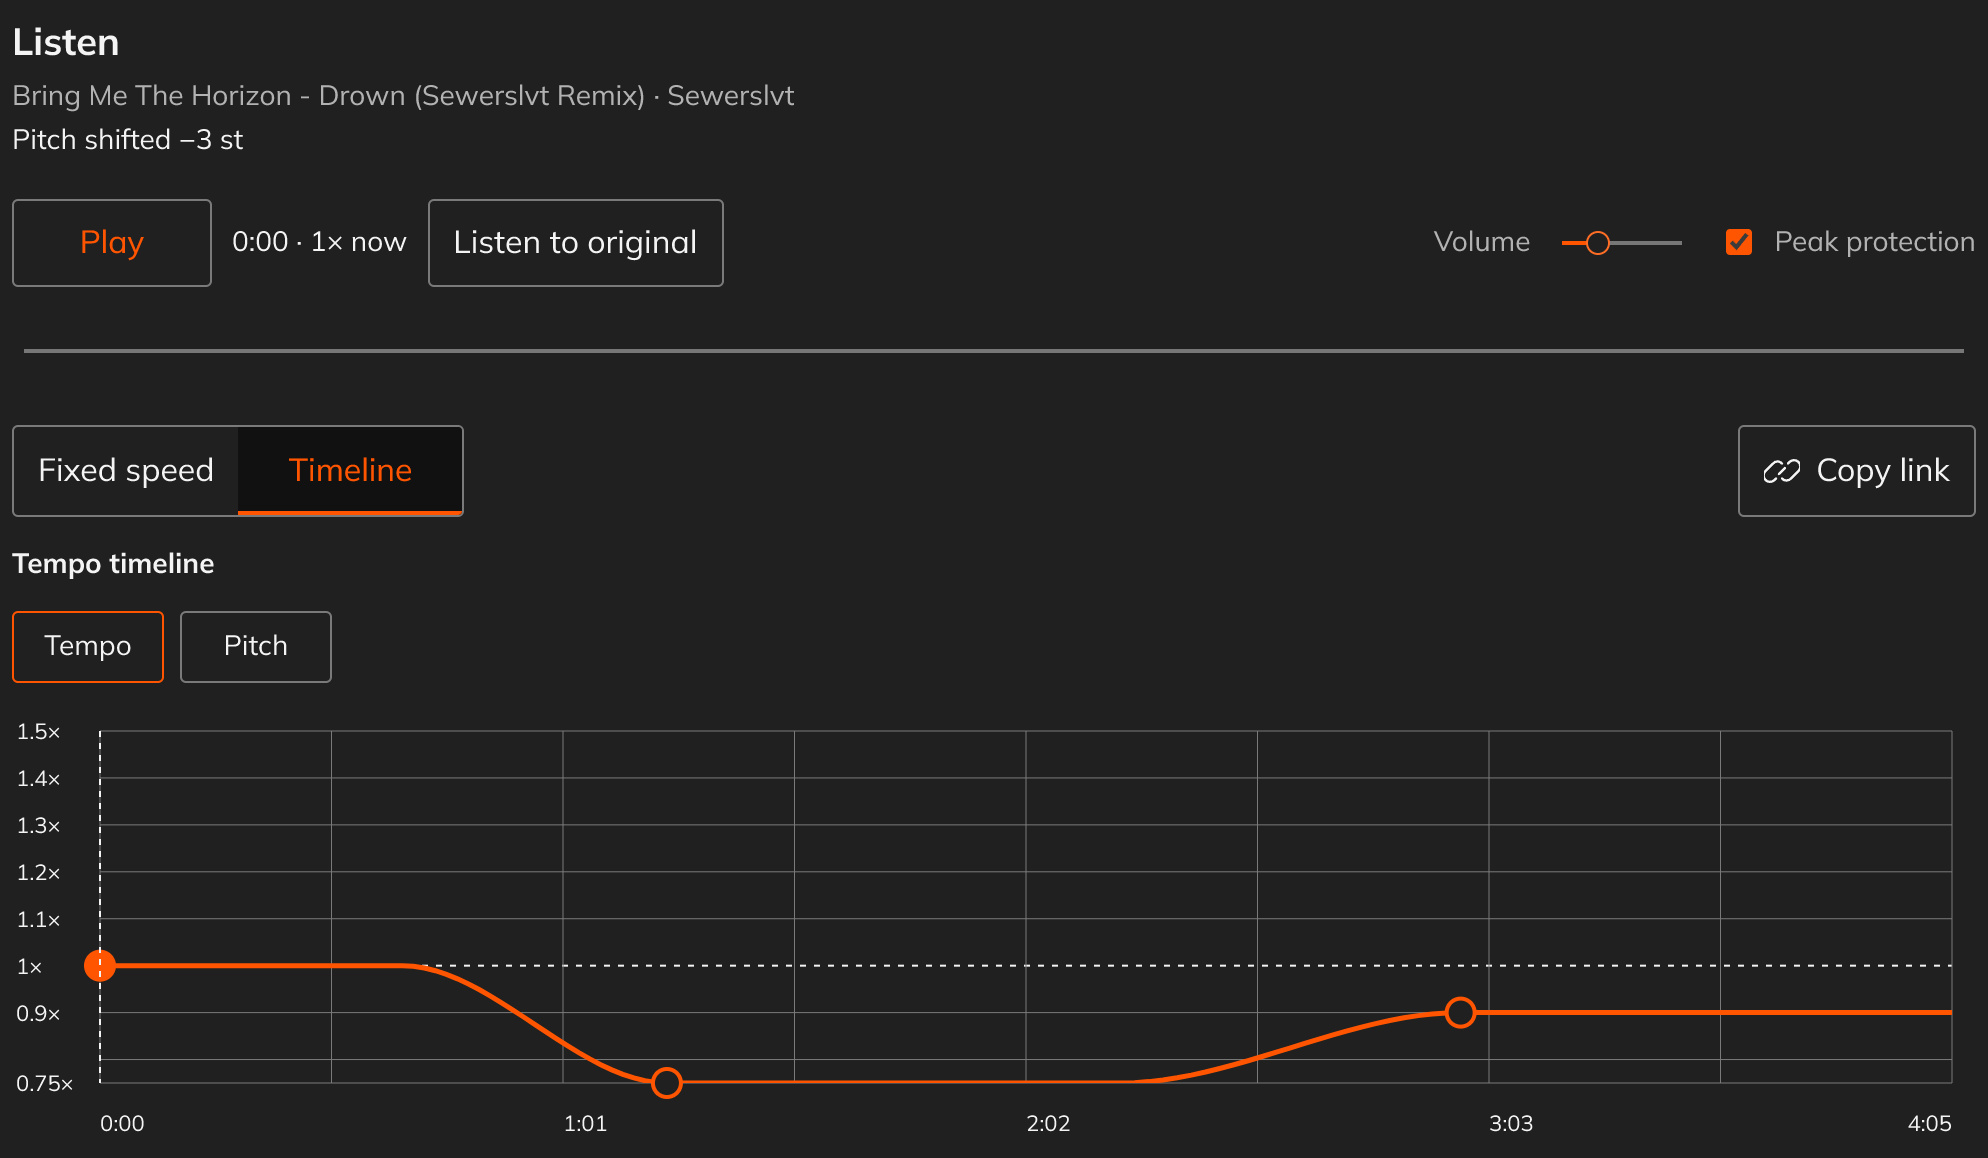 Listen
Bring Me The Horizon - Drown (Sewerslvt Remix) · Sewerslvt
Pitch shifted −3 st
Play
0:00 · 1× now
Listen to original
Volume
Peak protection
Fixed speed
Timeline
Copy link
Tempo timeline
Tempo
Pitch
1.5×
1.4×
1.3×
1.2×
1.1×
1×
0.9×
0.75×
0:00
1:01
2:02
3:03
4:05